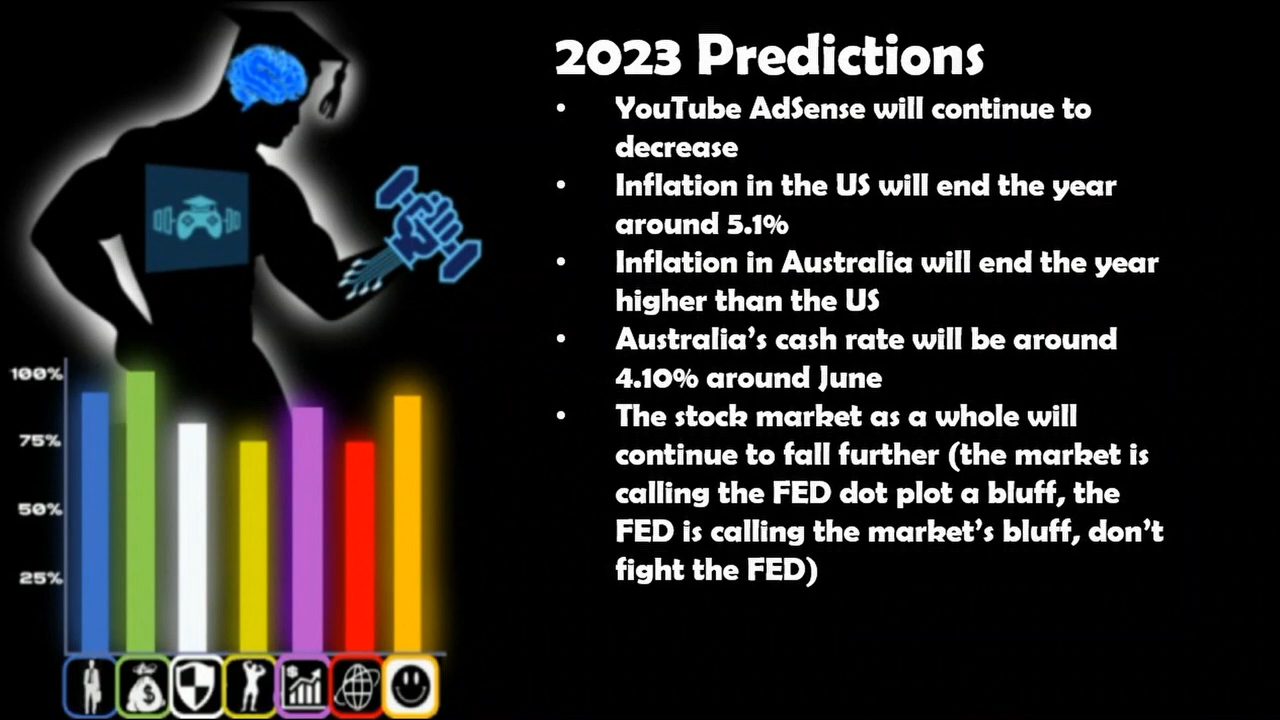 2023 Predictions
• YouTube AdSense will continue to
decrease
• Inflation in the US will end the year
around 5.1%
• Inflation in Australia will end the year
higher than the US
• Australia's cash rate will be around
4.10% around June
• The stock market as a whole will
continue to fall further (the market is
calling the FED dot plot a bluff, the
FED is calling the market's bluff, don't
fight the FED)
100%
75%
50%
25%
$
$